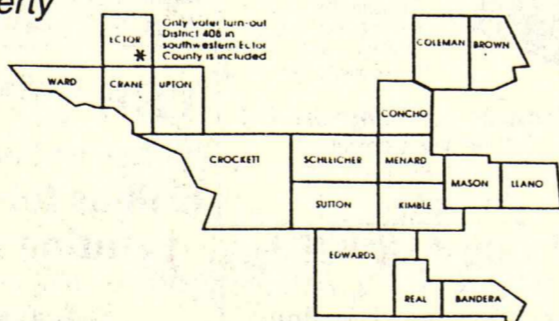 erty
Only voter turn-out
District 408 in
southwestern Ector
County is included
ECTOR
*
COLEMAN
BROWN
WARD
CRANE
UPTON
CONCHO
CROCKETT
SCHLEICHER
MENARD
MASON
LLANO
SUTTON
KIMBLE
EDWARDS
REAL
BANDERA